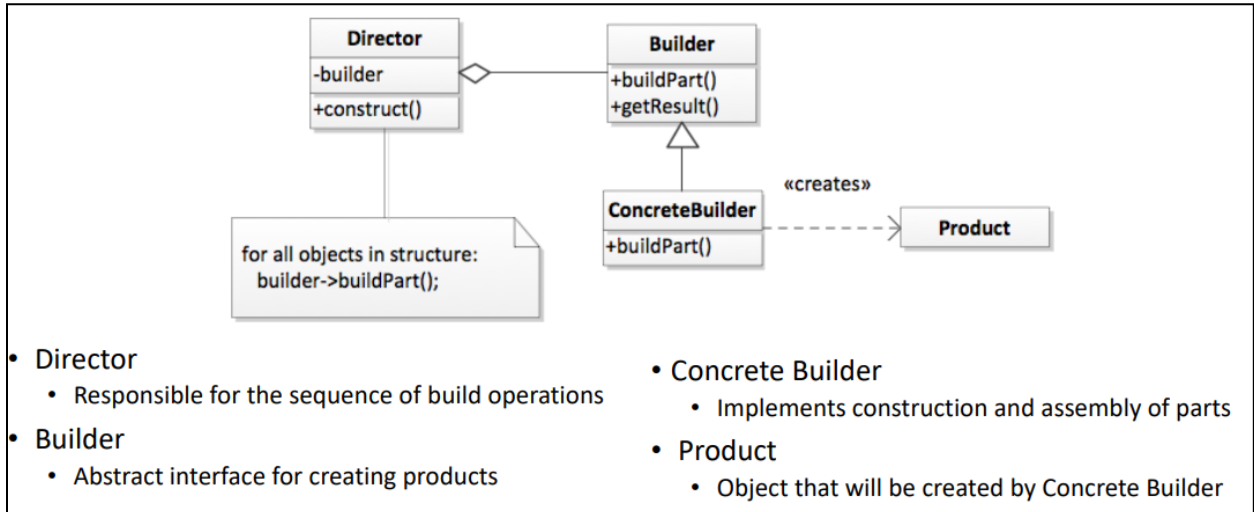 Director
-builder
+construct()
Builder
+buildPart()
+getResult()
«creates»
ConcreteBuilder
+buildPart()
Product
for all objects in structure:
builder->buildPart();
• Director
• Responsible for the sequence of build operations
• Builder
• Abstract interface for creating products
• Concrete Builder
• Implements construction and assembly of parts
• Product
• Object that will be created by Concrete Builder